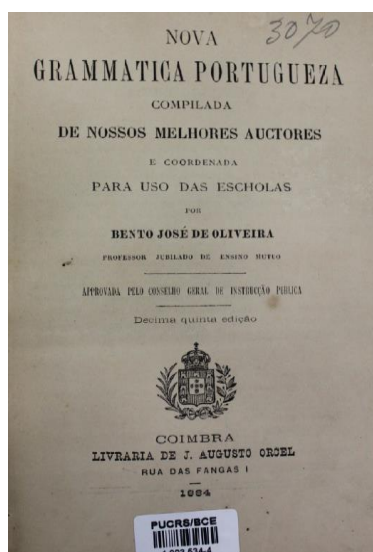 3070
NOVA
GRAMMATICA PORTUGUEZA
COMPILADA
DE NOSSOS MELHORES AUCTORES
E COORDENADA
PARA USO DAS ESCHOLAS
POR
BENTO JOSÉ DE OLIVEIRA
PROFESSOR JUBILADO DE ENSINO MUTUO
APPROVADA PELO CONSELHO GERAL DE INSTRUCÇÃO PUBLICA
Decima quinta edição
COIMBRA
LIVRARIA DE J. AUGUSTO ORCEL
RUA DAS FANGAS 1
1884
PUCRS/BCE